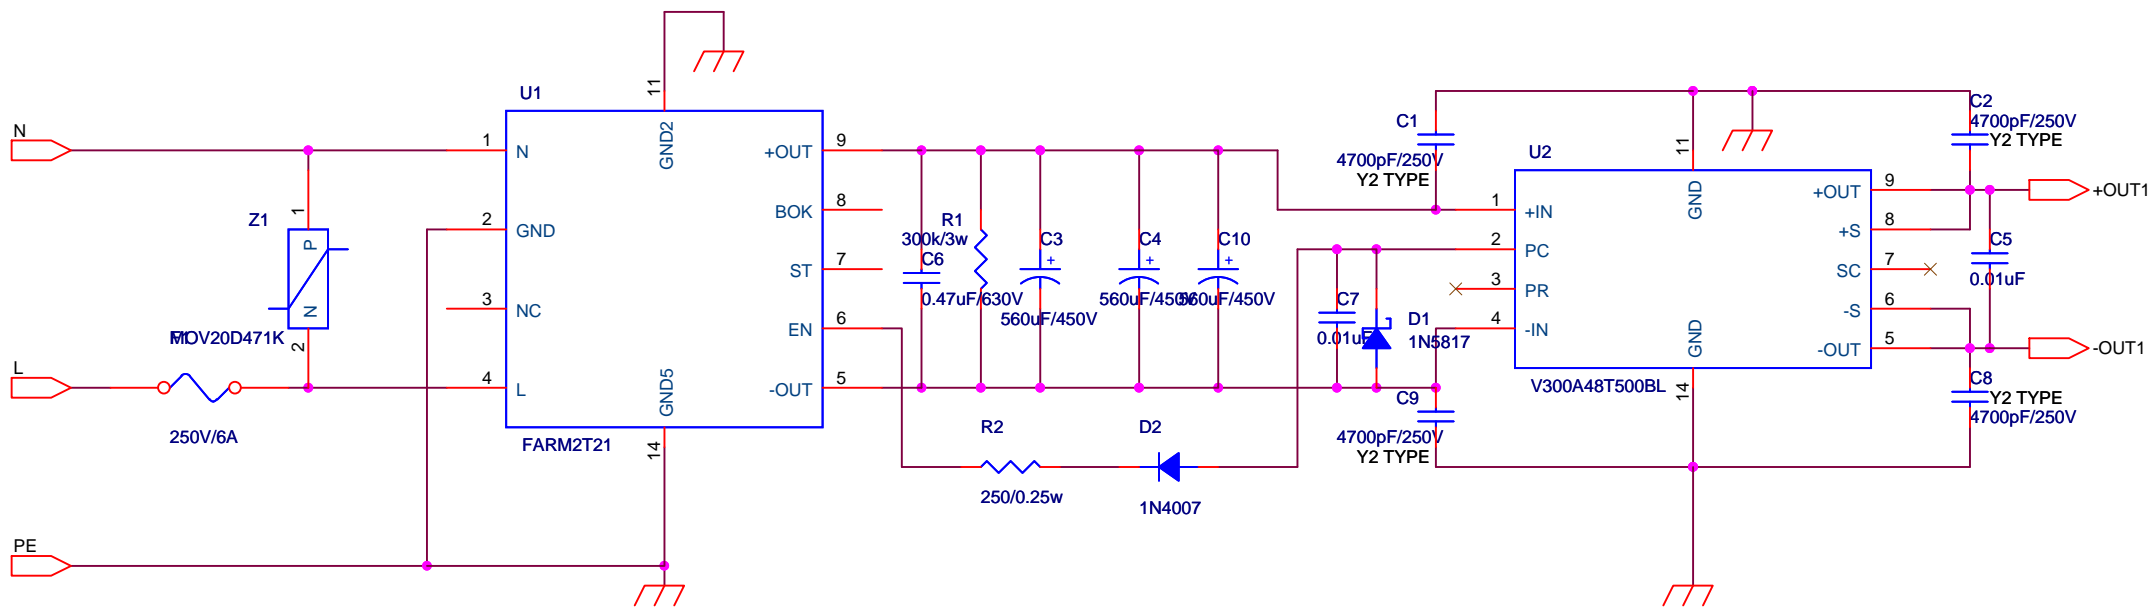 N
L
PE
Z1
1
P
N
2
F1
MOV20D471K
250V/6A
U1
1
N
2
GND
3
NC
4
L
11
GND2
GND5
14
9
+OUT
8
BOK
7
ST
6
EN
5
-OUT
FARM2T21
R1
300k/3w
C6
0.47uF/630V
C3
+
560uF/450V
C4
+
560uF/450V
C10
+
560uF/450V
R2
250/0.25w
D2
1N4007
C1
4700pF/250V
Y2 TYPE
C7
0.01uF
D1
1N5817
C9
4700pF/250V
Y2 TYPE
U2
1
+IN
2
PC
3
PR
4
-IN
11
GND
GND
14
9
+OUT
8
+S
7
SC
6
-S
5
-OUT
V300A48T500BL
C2
4700pF/250V
Y2 TYPE
C5
0.01uF
C8
Y2 TYPE
4700pF/250V
+OUT1
-OUT1